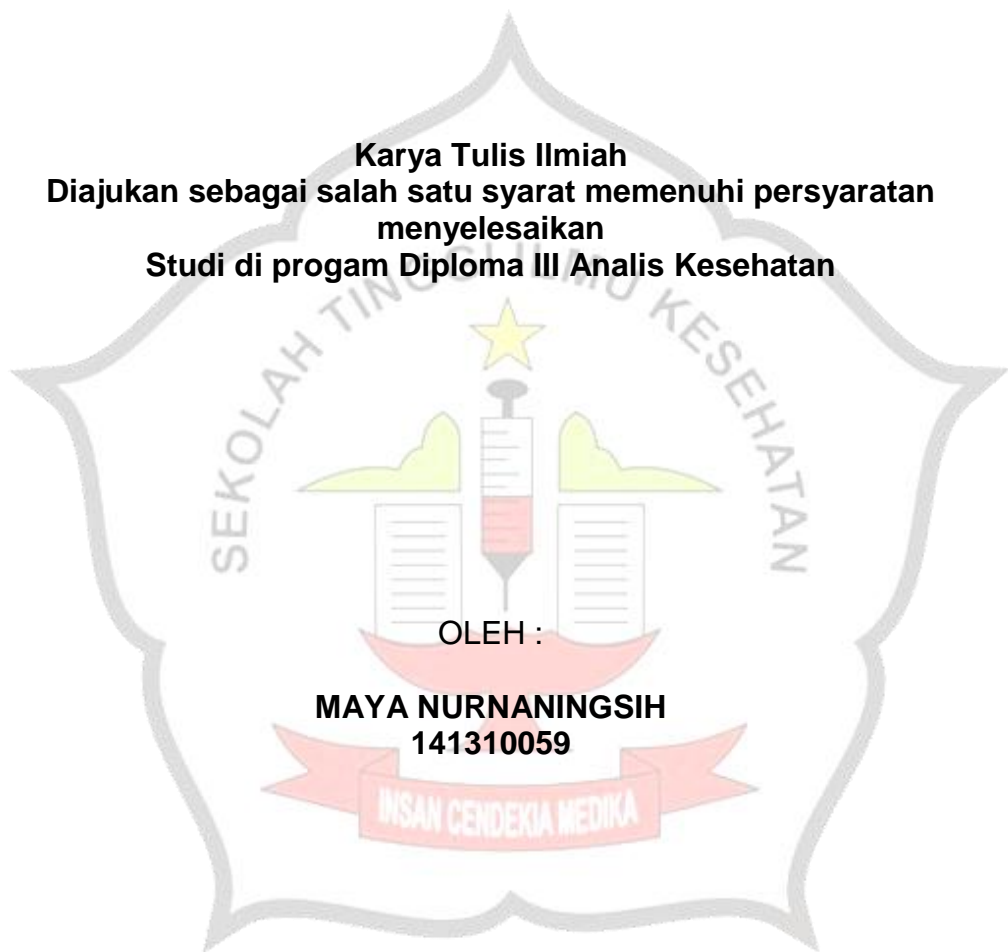 Karya Tulis Ilmiah
Diajukan sebagai salah satu syarat memenuhi persyaratan
menyelesaikan
Studi di progam Diploma III Analis Kesehatan
SEKOLAH TINGGI ILMU KESEHATAN
OLEH :
MAYA NURNANINGSIH
141310059
INSAN CENDEKIA MEDIKA